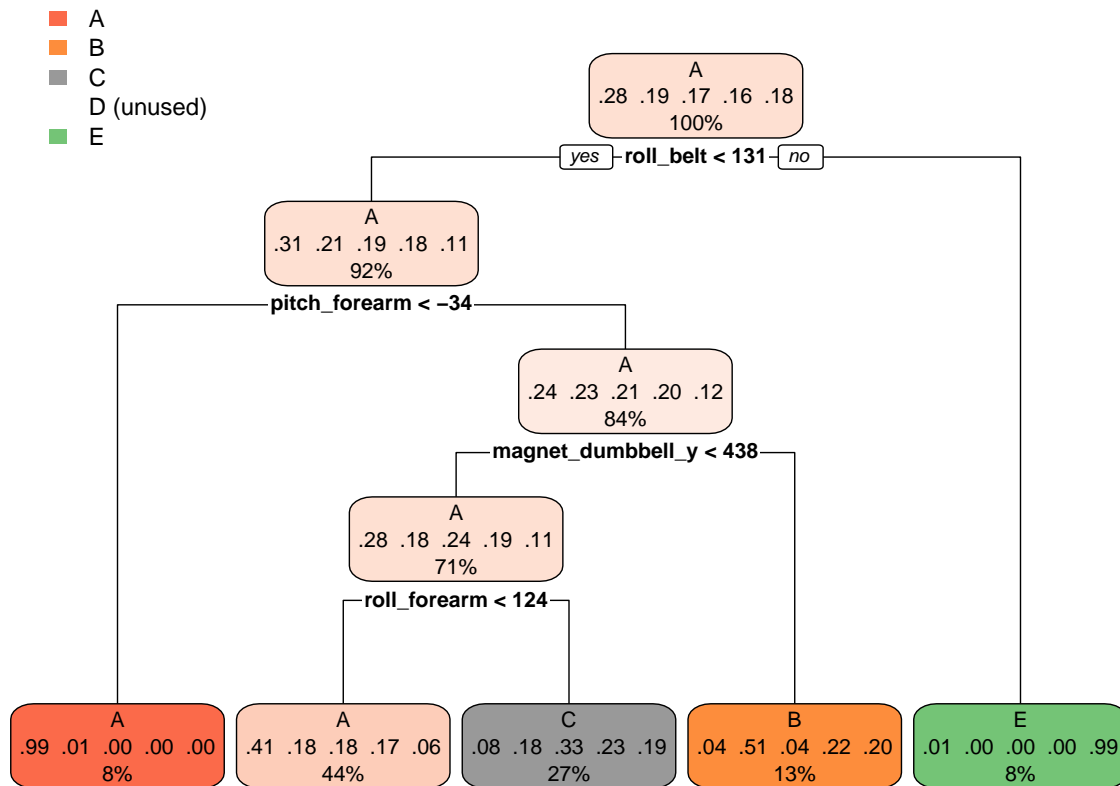 A
B
C
D (unused)
E
A
.28 .19 .17 .16 .18
100%
yes roll_belt < 131 no
A
.31 .21 .19 .18 .11
92%
pitch_forearm < −34
A
.24 .23 .21 .20 .12
84%
magnet_dumbbell_y < 438
A
.28 .18 .24 .19 .11
71%
roll_forearm < 124
A
.99 .01 .00 .00 .00
8%
A
.41 .18 .18 .17 .06
44%
C
.08 .18 .33 .23 .19
27%
B
.04 .51 .04 .22 .20
13%
E
.01 .00 .00 .00 .99
8%